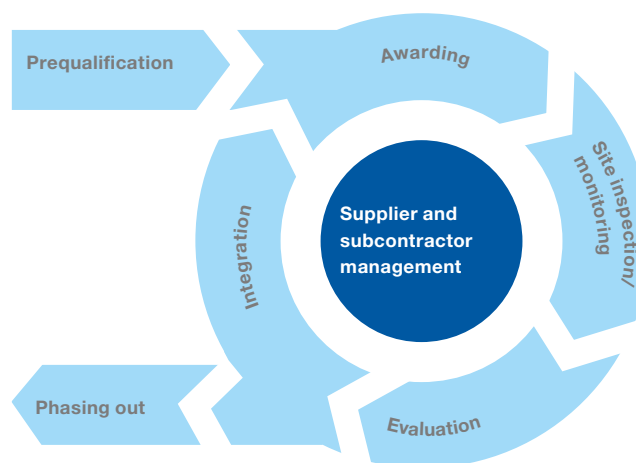 Prequalification
Awarding
Site inspection/
monitoring
Supplier and
subcontractor
management
Integration
Phasing out
Evaluation